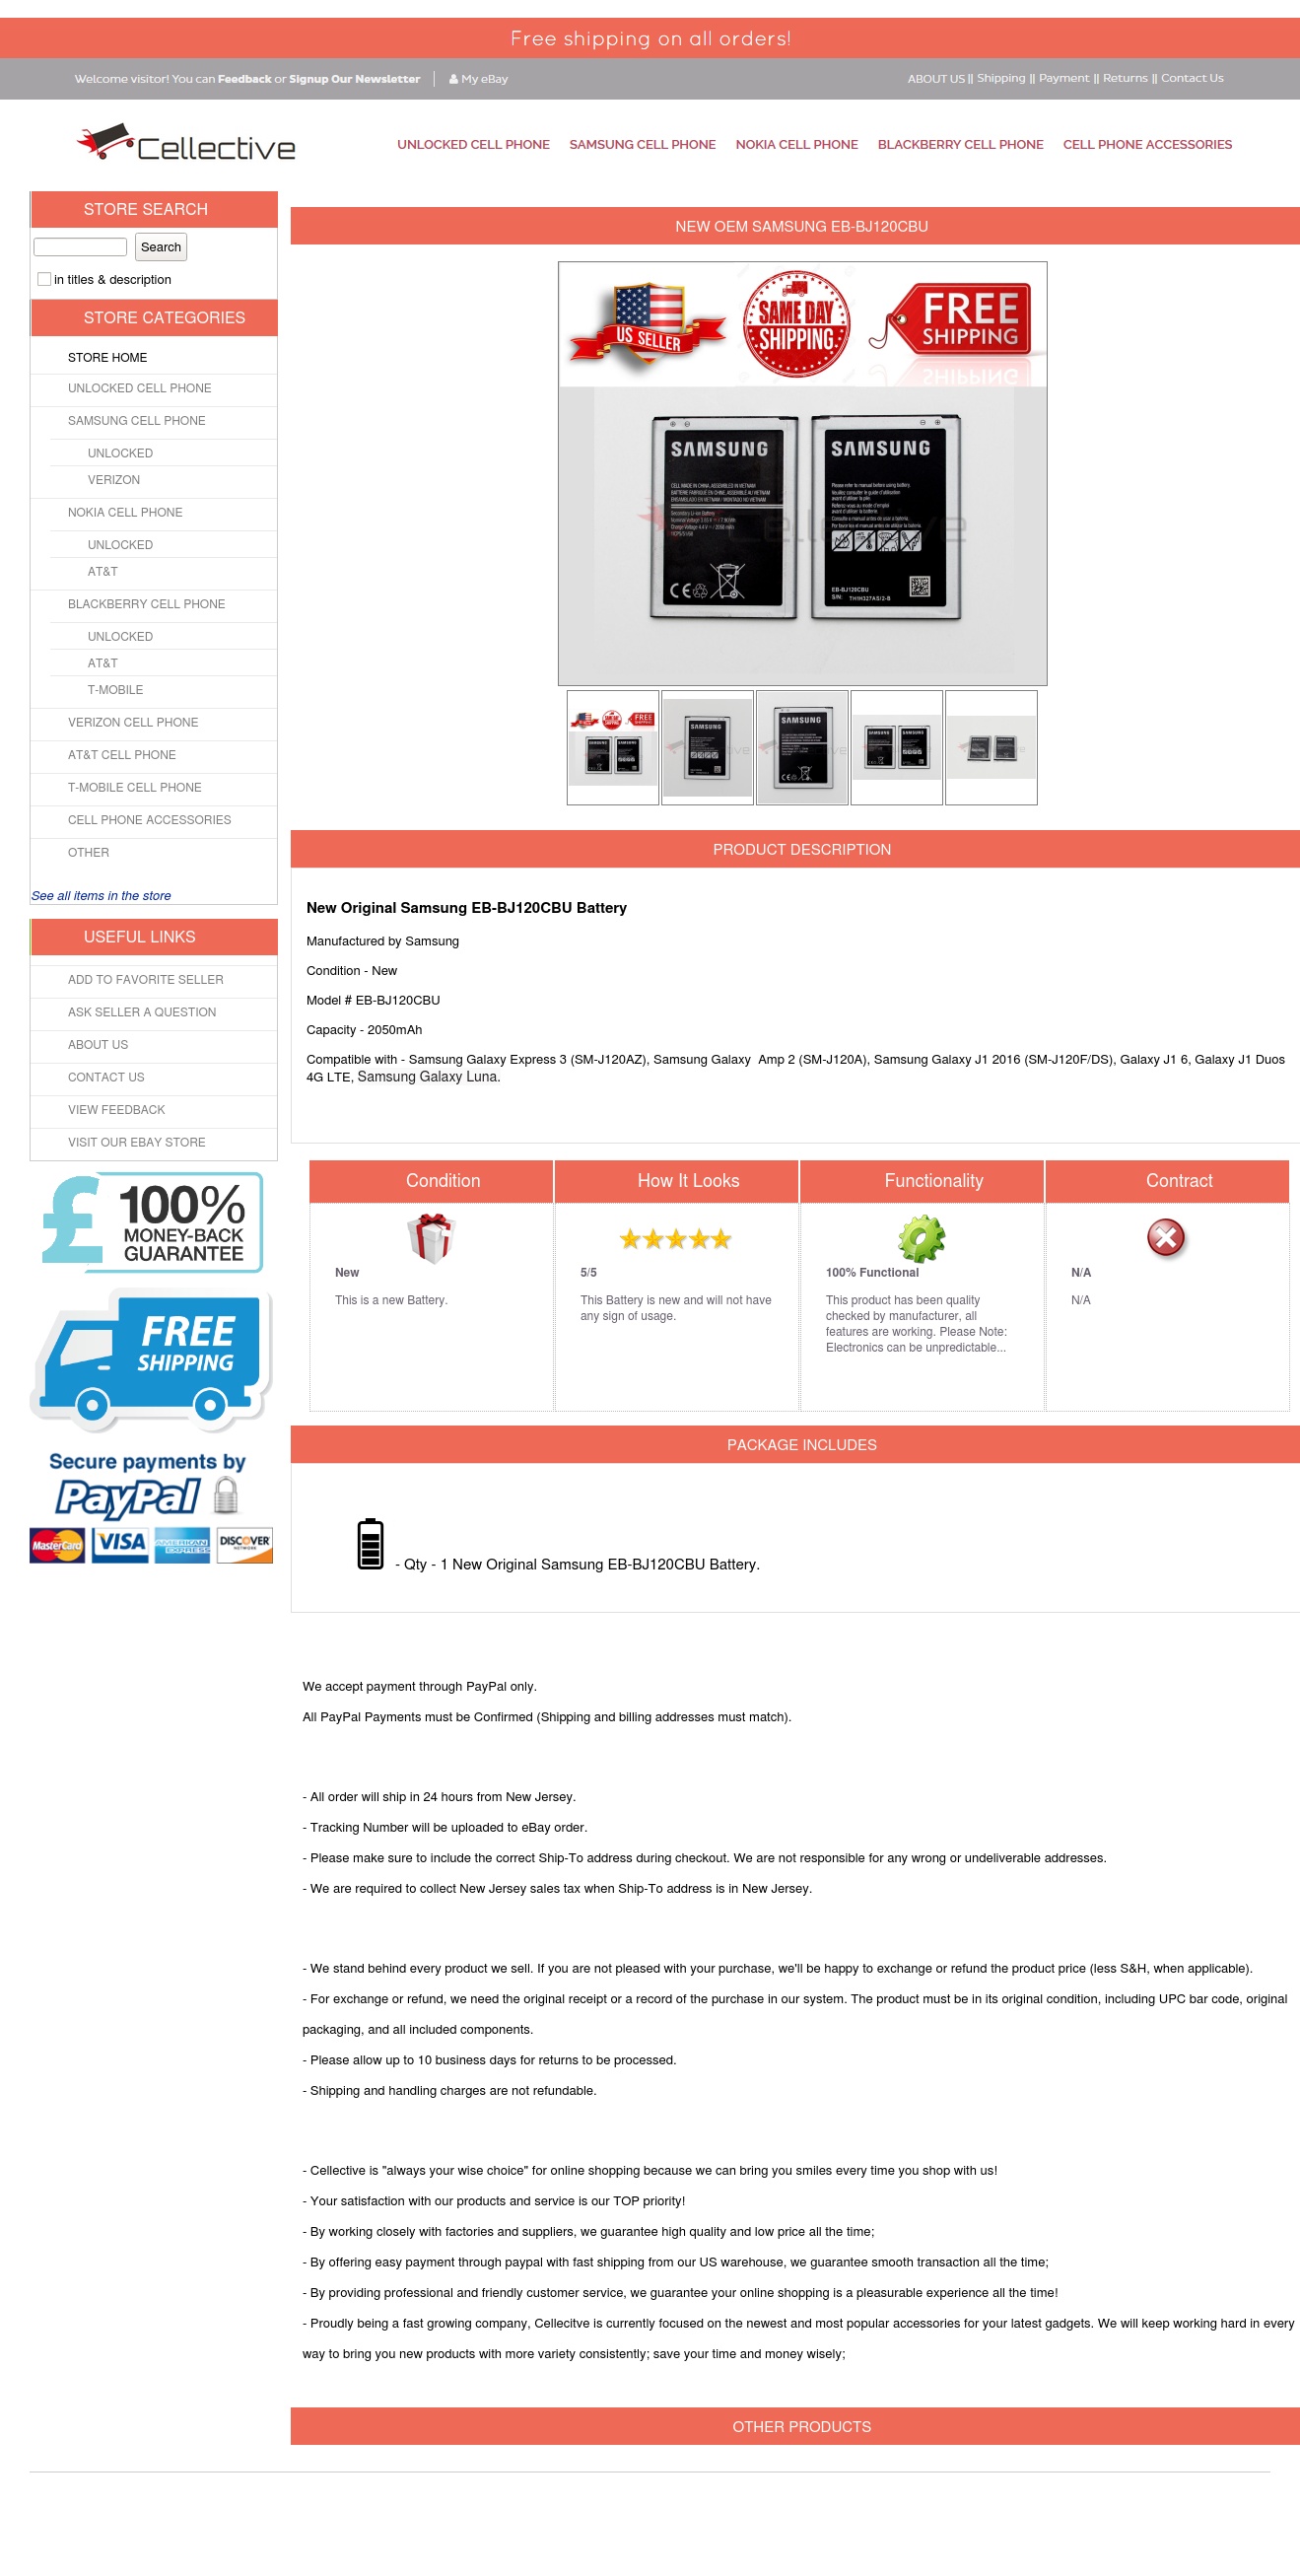 Free shipping on all orders!
Welcome visitor! You can Feedback or Signup Our Newsletter My eBay
ABOUT US || Shipping || Payment || Returns || Contact Us
Cellective
UNLOCKED CELL PHONE SAMSUNG CELL PHONE NOKIA CELL PHONE BLACKBERRY CELL PHONE CELL PHONE ACCESSORIES
STORE SEARCH
Search
in titles & description
STORE CATEGORIES
STORE HOME
UNLOCKED CELL PHONE
SAMSUNG CELL PHONE
UNLOCKED
VERIZON
NOKIA CELL PHONE
UNLOCKED
AT&T
BLACKBERRY CELL PHONE
UNLOCKED
AT&T
T-MOBILE
VERIZON CELL PHONE
AT&T CELL PHONE
T-MOBILE CELL PHONE
CELL PHONE ACCESSORIES
OTHER
See all items in the store
USEFUL LINKS
ADD TO FAVORITE SELLER
ASK SELLER A QUESTION
ABOUT US
CONTACT US
VIEW FEEDBACK
VISIT OUR EBAY STORE
£ 100%
MONEY-BACK
GUARANTEE
FREE
SHIPPING
Secure payments by
PayPal
MasterCard VISA AMERICAN EXPRESS DISCOVER
NEW OEM SAMSUNG EB-BJ120CBU
US SELLER
SAME DAY
SHIPPING
FREE
SHIPPING
SAMSUNG
SAMSUNG
EB-BJ120CBU
PRODUCT DESCRIPTION
New Original Samsung EB-BJ120CBU Battery
Manufactured by Samsung
Condition - New
Model # EB-BJ120CBU
Capacity - 2050mAh
Compatible with - Samsung Galaxy Express 3 (SM-J120AZ), Samsung Galaxy  Amp 2 (SM-J120A), Samsung Galaxy J1 2016 (SM-J120F/DS), Galaxy J1 6, Galaxy J1 Duos
4G LTE, Samsung Galaxy Luna.
Condition
New
This is a new Battery.
How It Looks
5/5
This Battery is new and will not have
any sign of usage.
Functionality
100% Functional
This product has been quality
checked by manufacturer, all
features are working. Please Note:
Electronics can be unpredictable...
Contract
N/A
N/A
PACKAGE INCLUDES
- Qty - 1 New Original Samsung EB-BJ120CBU Battery.
We accept payment through PayPal only.
All PayPal Payments must be Confirmed (Shipping and billing addresses must match).
- All order will ship in 24 hours from New Jersey.
- Tracking Number will be uploaded to eBay order.
- Please make sure to include the correct Ship-To address during checkout. We are not responsible for any wrong or undeliverable addresses.
- We are required to collect New Jersey sales tax when Ship-To address is in New Jersey.
- We stand behind every product we sell. If you are not pleased with your purchase, we'll be happy to exchange or refund the product price (less S&H, when applicable).
- For exchange or refund, we need the original receipt or a record of the purchase in our system. The product must be in its original condition, including UPC bar code, original
packaging, and all included components.
- Please allow up to 10 business days for returns to be processed.
- Shipping and handling charges are not refundable.
- Cellective is "always your wise choice" for online shopping because we can bring you smiles every time you shop with us!
- Your satisfaction with our products and service is our TOP priority!
- By working closely with factories and suppliers, we guarantee high quality and low price all the time;
- By offering easy payment through paypal with fast shipping from our US warehouse, we guarantee smooth transaction all the time;
- By providing professional and friendly customer service, we guarantee your online shopping is a pleasurable experience all the time!
- Proudly being a fast growing company, Cellecitve is currently focused on the newest and most popular accessories for your latest gadgets. We will keep working hard in every
way to bring you new products with more variety consistently; save your time and money wisely;
OTHER PRODUCTS